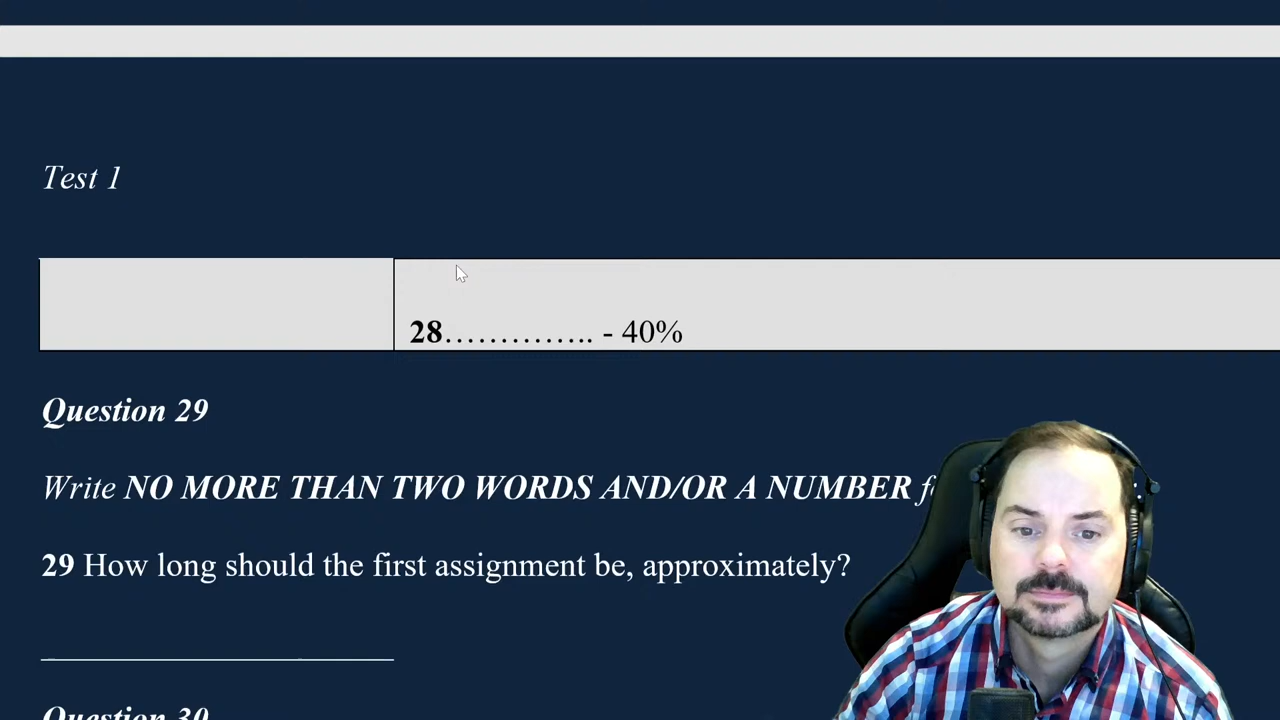 Test 1
28………….. - 40%
Question 29
Write NO MORE THAN TWO WORDS AND/OR A NUMBER
29 How long should the first assignment be, approximately?
Question 30